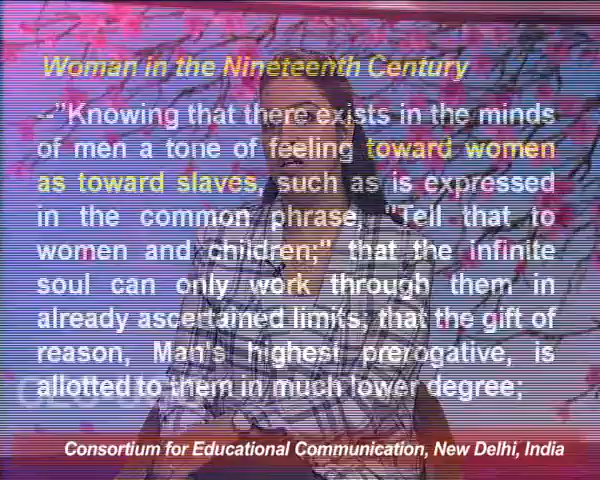 Woman in the Nineteenth Century
--"Knowing that there exists in the minds
of men a tone of feeling toward women
as toward slaves, such as is expressed
in the common phrase, "Tell that to
women and children;" that the infinite
soul can only work through them in
already ascertained limits; that the gift of
reason, Man's highest prerogative, is
allotted to them in much lower degree;
Consortium for Educational Communication, New Delhi, India